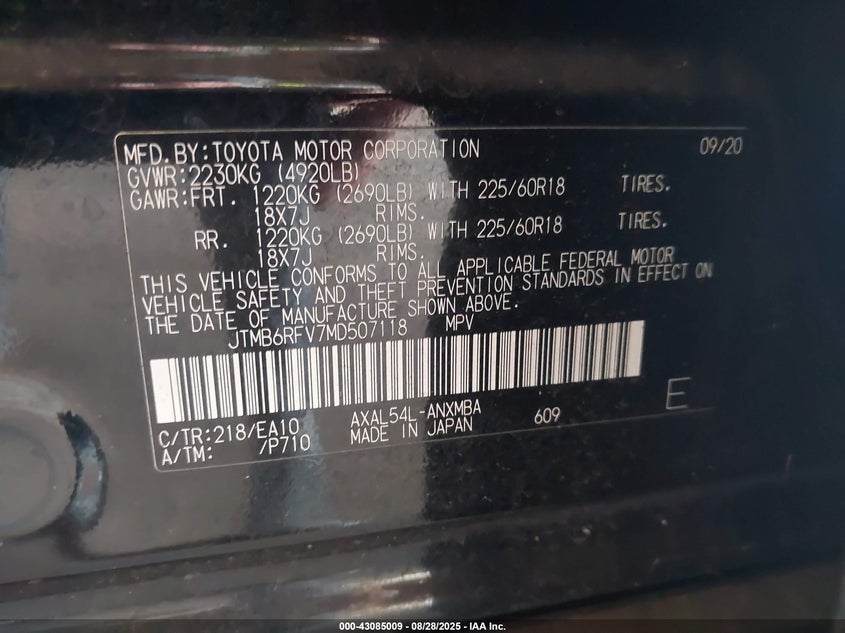 MFD.BY:TOYOTA MOTOR CORPORATION 09/20
GVWR:2230KG (4920LB)
GAWR:FRT. 1220KG (2690LB) WITH 225/60R18 TIRES.
18X7J RIMS.
RR. 1220KG (2690LB) WITH 225/60R18 TIRES.
18X7J RIMS.
THIS VEHICLE CONFORMS TO ALL APPLICABLE FEDERAL MOTOR
VEHICLE SAFETY AND THEFT PREVENTION STANDARDS IN EFFECT ON
THE DATE OF MANUFACTURE SHOWN ABOVE.
JTMB6RFV7MD507118 MPV
C/TR:218/EA10 AXAL54L-ANXMBA 609 E
A/TM: /P710 MADE IN JAPAN
000-43085009 - 08/28/2025 - IAA Inc.